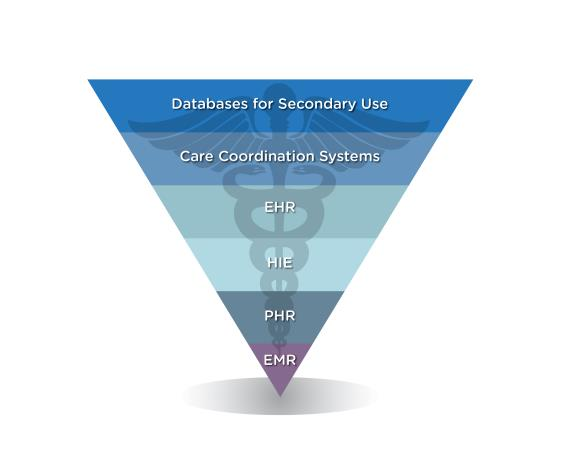 Databases for Secondary Use
Care Coordination Systems
EHR
HIE
PHR
EMR